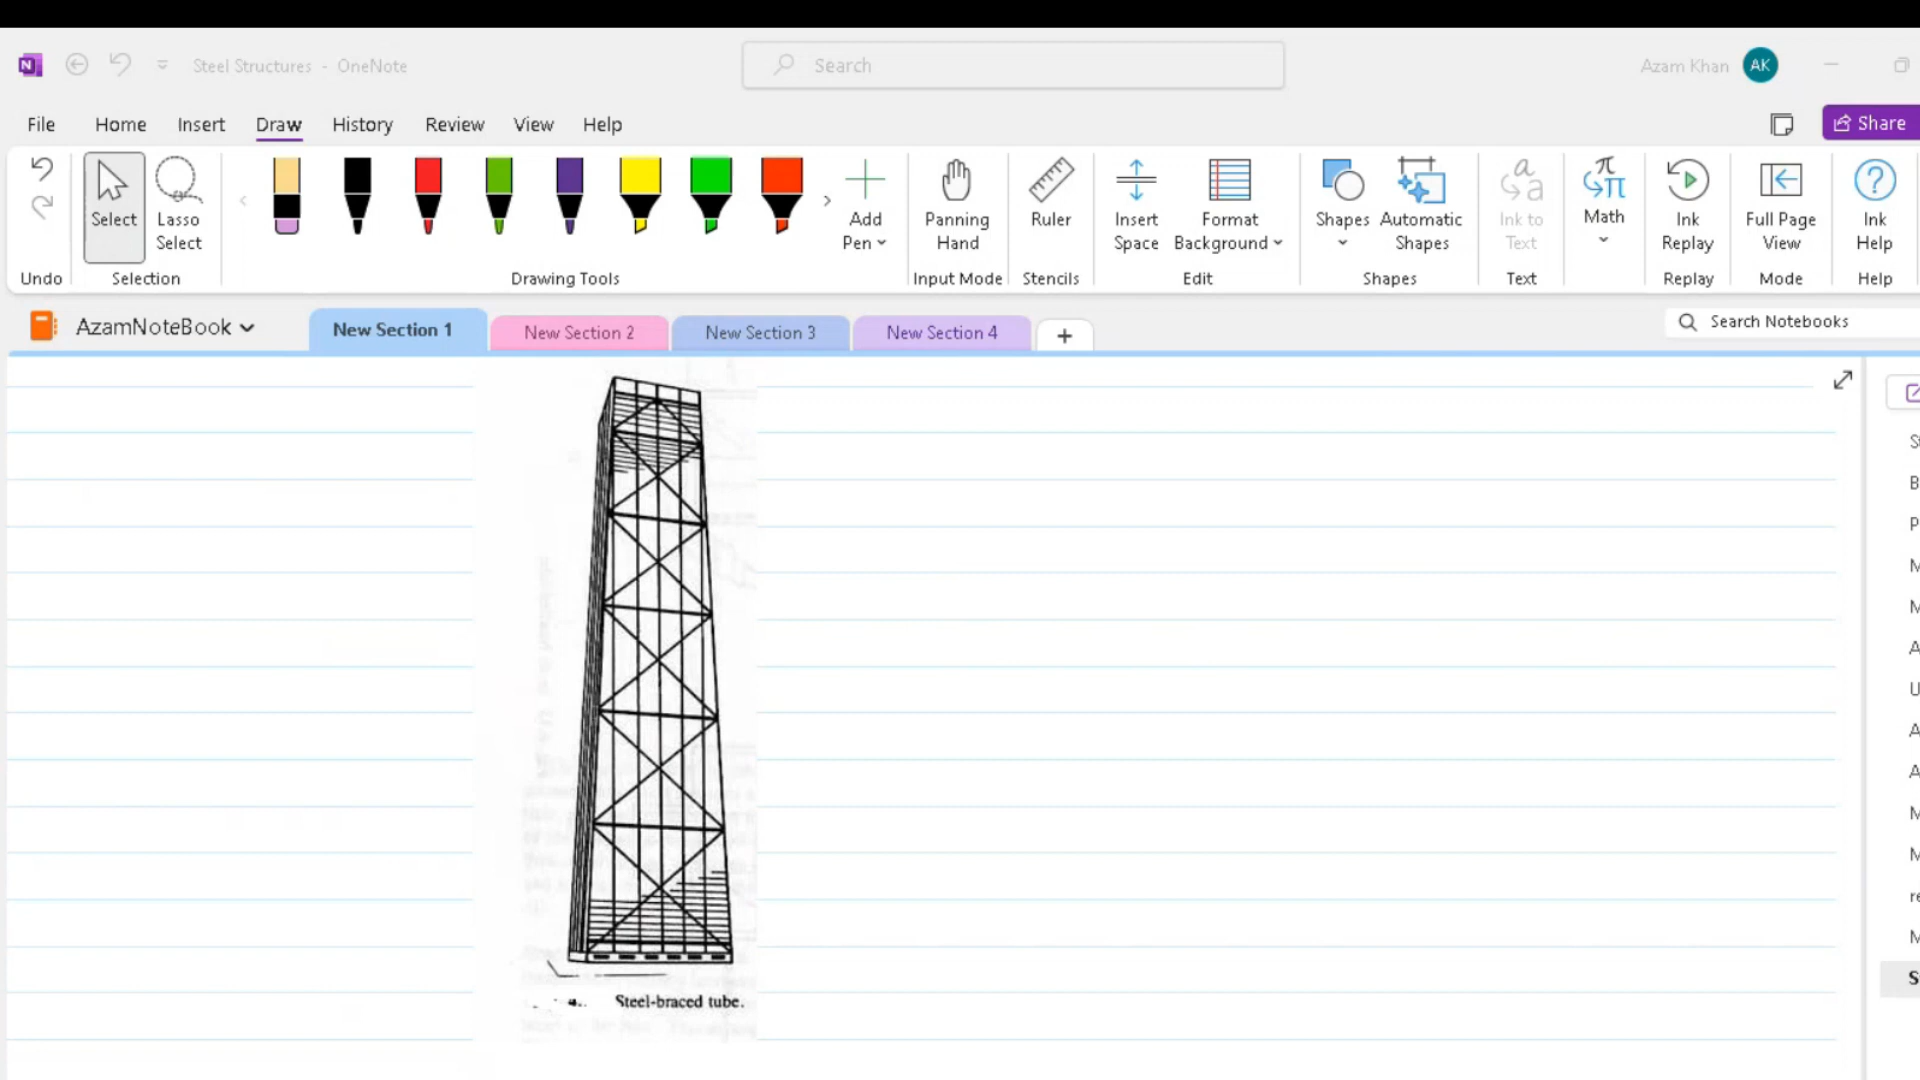 Steel Structures - OneNote
Search
Azam Khan
AK
File
Home
Insert
Draw
History
Review
View
Help
Share
Select
Lasso
Select
Add
Pen
Panning
Hand
Ruler
Insert
Space
Format
Background
Shapes
Automatic
Shapes
Ink to
Text
Math
Ink
Replay
Full Page
View
Ink
Help
Undo
Selection
Drawing Tools
Input Mode
Stencils
Edit
Shapes
Text
Replay
Mode
Help
AzamNoteBook
New Section 1
New Section 2
New Section 3
New Section 4
Search Notebooks
Steel-braced tube.